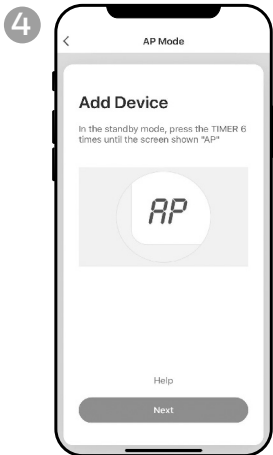 4
AP Mode
Add Device
In the standby mode, press the TIMER 6
times until the screen shown "AP"
AP
Help
Next